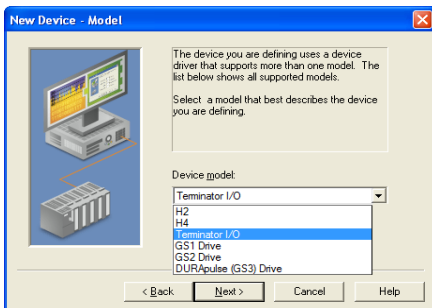 New Device - Model
The device you are defining uses a device
driver that supports more than one model. The
list below shows all supported models.
Select a model that best describes the device
you are defining.
Device model:
Terminator I/O
H2
H4
Terminator I/O
GS1 Drive
GS2 Drive
DURApulse (GS3) Drive
< Back
Next >
Cancel
Help